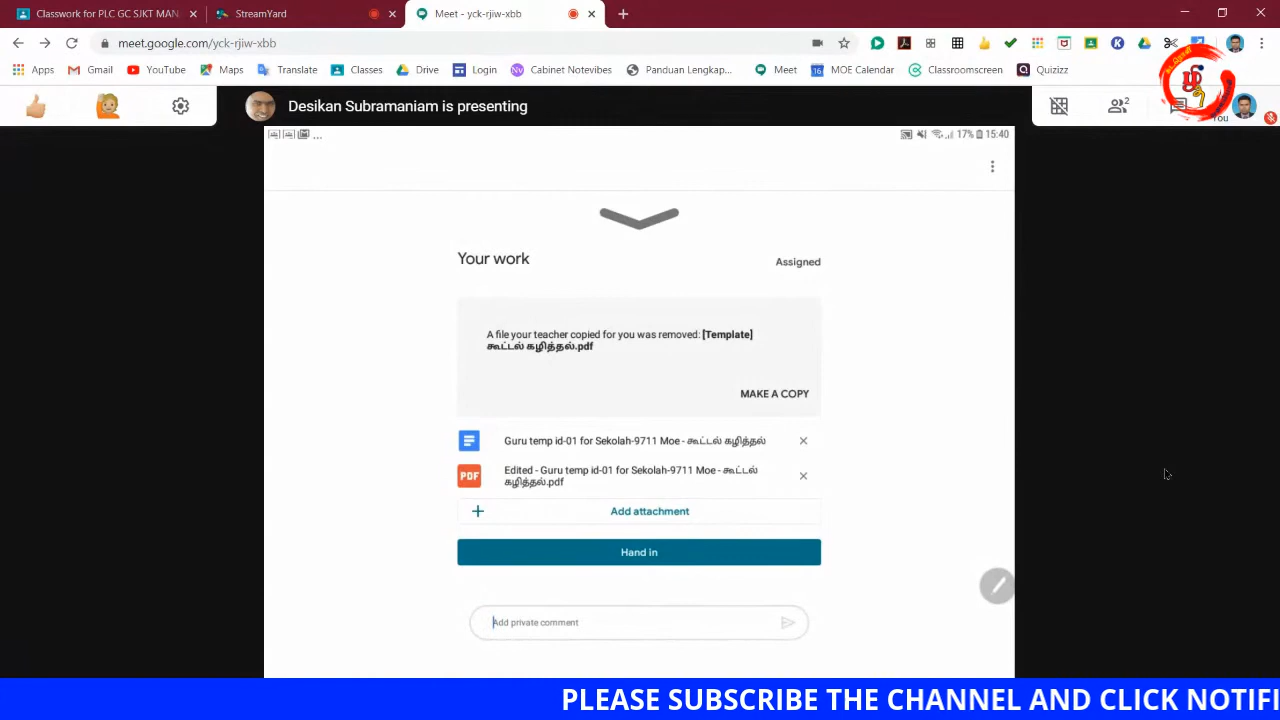 Classwork for PLC GC SJKT MAN
StreamYard
Meet - yck-rjiw-xbb
meet.google.com/yck-rjiw-xbb
Apps
Gmail
YouTube
Maps
Translate
Classes
Drive
Login
Cabinet Notevibes
Panduan Lengkap...
Meet
16
MOE Calendar
Classroomscreen
Quizizz
Desikan Subramaniam is presenting
2
You
...
17% 15:40
Your work
Assigned
A file your teacher copied for you was removed: [Template]
கூட்டல் கழித்தல்.pdf
MAKE A COPY
Guru temp id-01 for Sekolah-9711 Moe - கூட்டல் கழித்தல்
PDF
Edited - Guru temp id-01 for Sekolah-9711 Moe - கூட்டல்
கழித்தல்.pdf
Add attachment
Hand in
Add private comment
PLEASE SUBSCRIBE THE CHANNEL AND CLICK NOTIFI